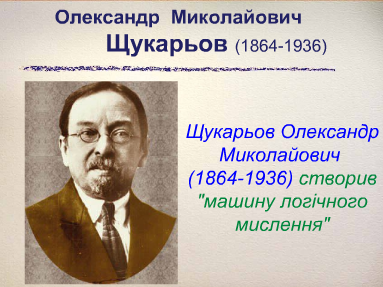 Олександр Миколайович
Щукарьов (1864-1936)
Щукарьов Олександр
Миколайович
(1864-1936) створив
"машину логічного
мислення"